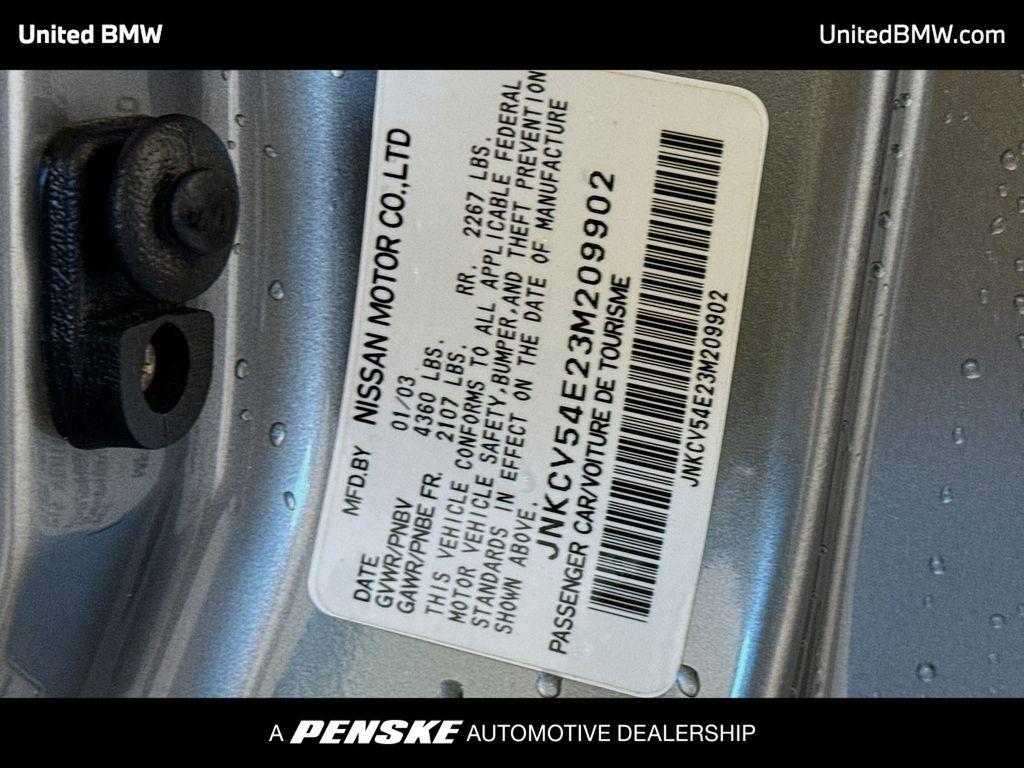 United BMW
UnitedBMW.com
MFD.BY NISSAN MOTOR CO.,LTD
DATE 01/03
GVWR/PNBV 4360 LBS.
GAWR/PNBE FR. 2107 LBS. RR. 2267 LBS.
THIS VEHICLE CONFORMS TO ALL APPLICABLE FEDERAL
MOTOR VEHICLE SAFETY,BUMPER,AND THEFT PREVENTION
STANDARDS IN EFFECT ON THE DATE OF MANUFACTURE
SHOWN ABOVE.
JNKCV54E23M209902
PASSENGER CAR/VOITURE DE TOURISME
JNKCV54E23M209902
A PENSKE AUTOMOTIVE DEALERSHIP